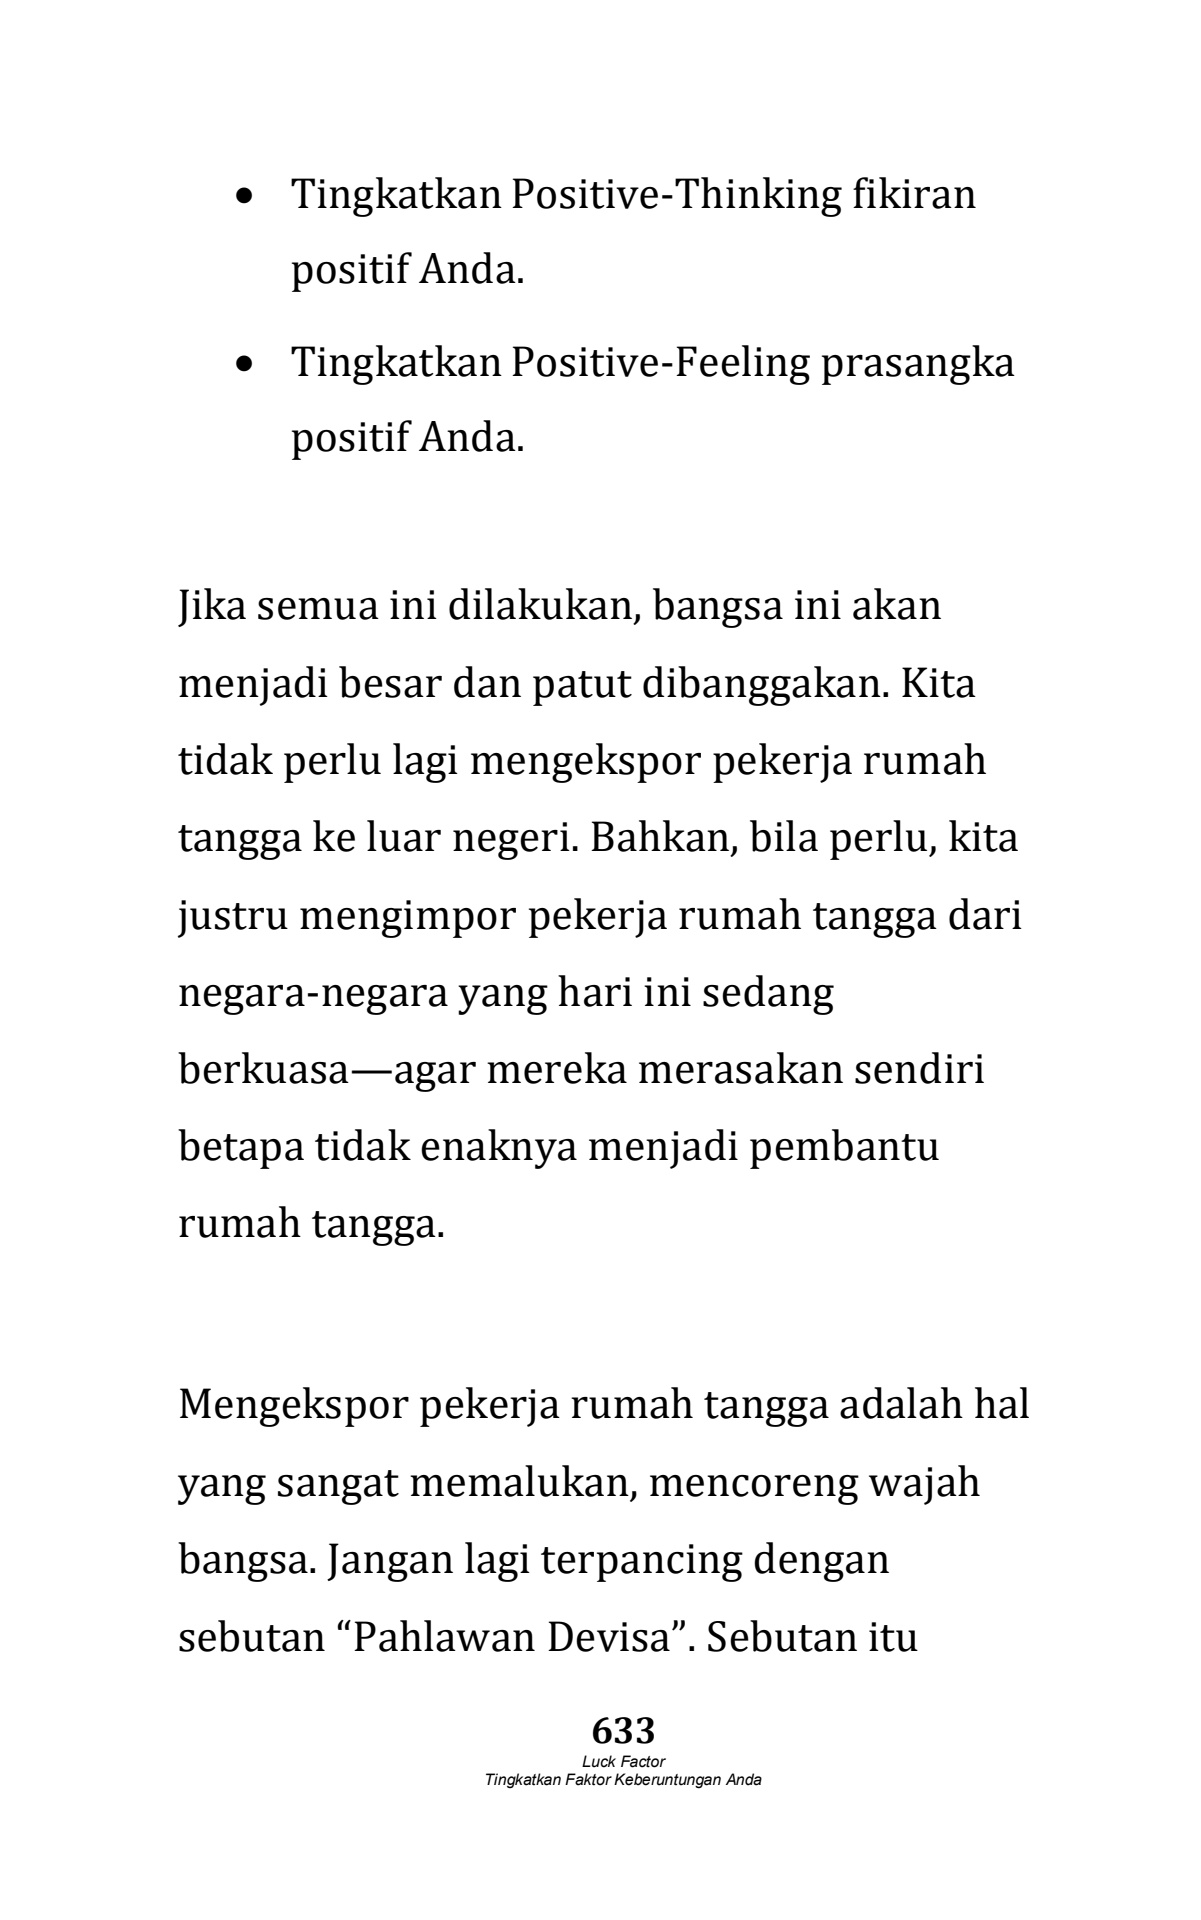 • Tingkatkan Positive-Thinking fikiran
positif Anda.
• Tingkatkan Positive-Feeling prasangka
positif Anda.
Jika semua ini dilakukan, bangsa ini akan
menjadi besar dan patut dibanggakan. Kita
tidak perlu lagi mengekspor pekerja rumah
tangga ke luar negeri. Bahkan, bila perlu, kita
justru mengimpor pekerja rumah tangga dari
negara-negara yang hari ini sedang
berkuasa—agar mereka merasakan sendiri
betapa tidak enaknya menjadi pembantu
rumah tangga.
Mengekspor pekerja rumah tangga adalah hal
yang sangat memalukan, mencoreng wajah
bangsa. Jangan lagi terpancing dengan
sebutan “Pahlawan Devisa”. Sebutan itu
633
Luck Factor
Tingkatkan Faktor Keberuntungan Anda